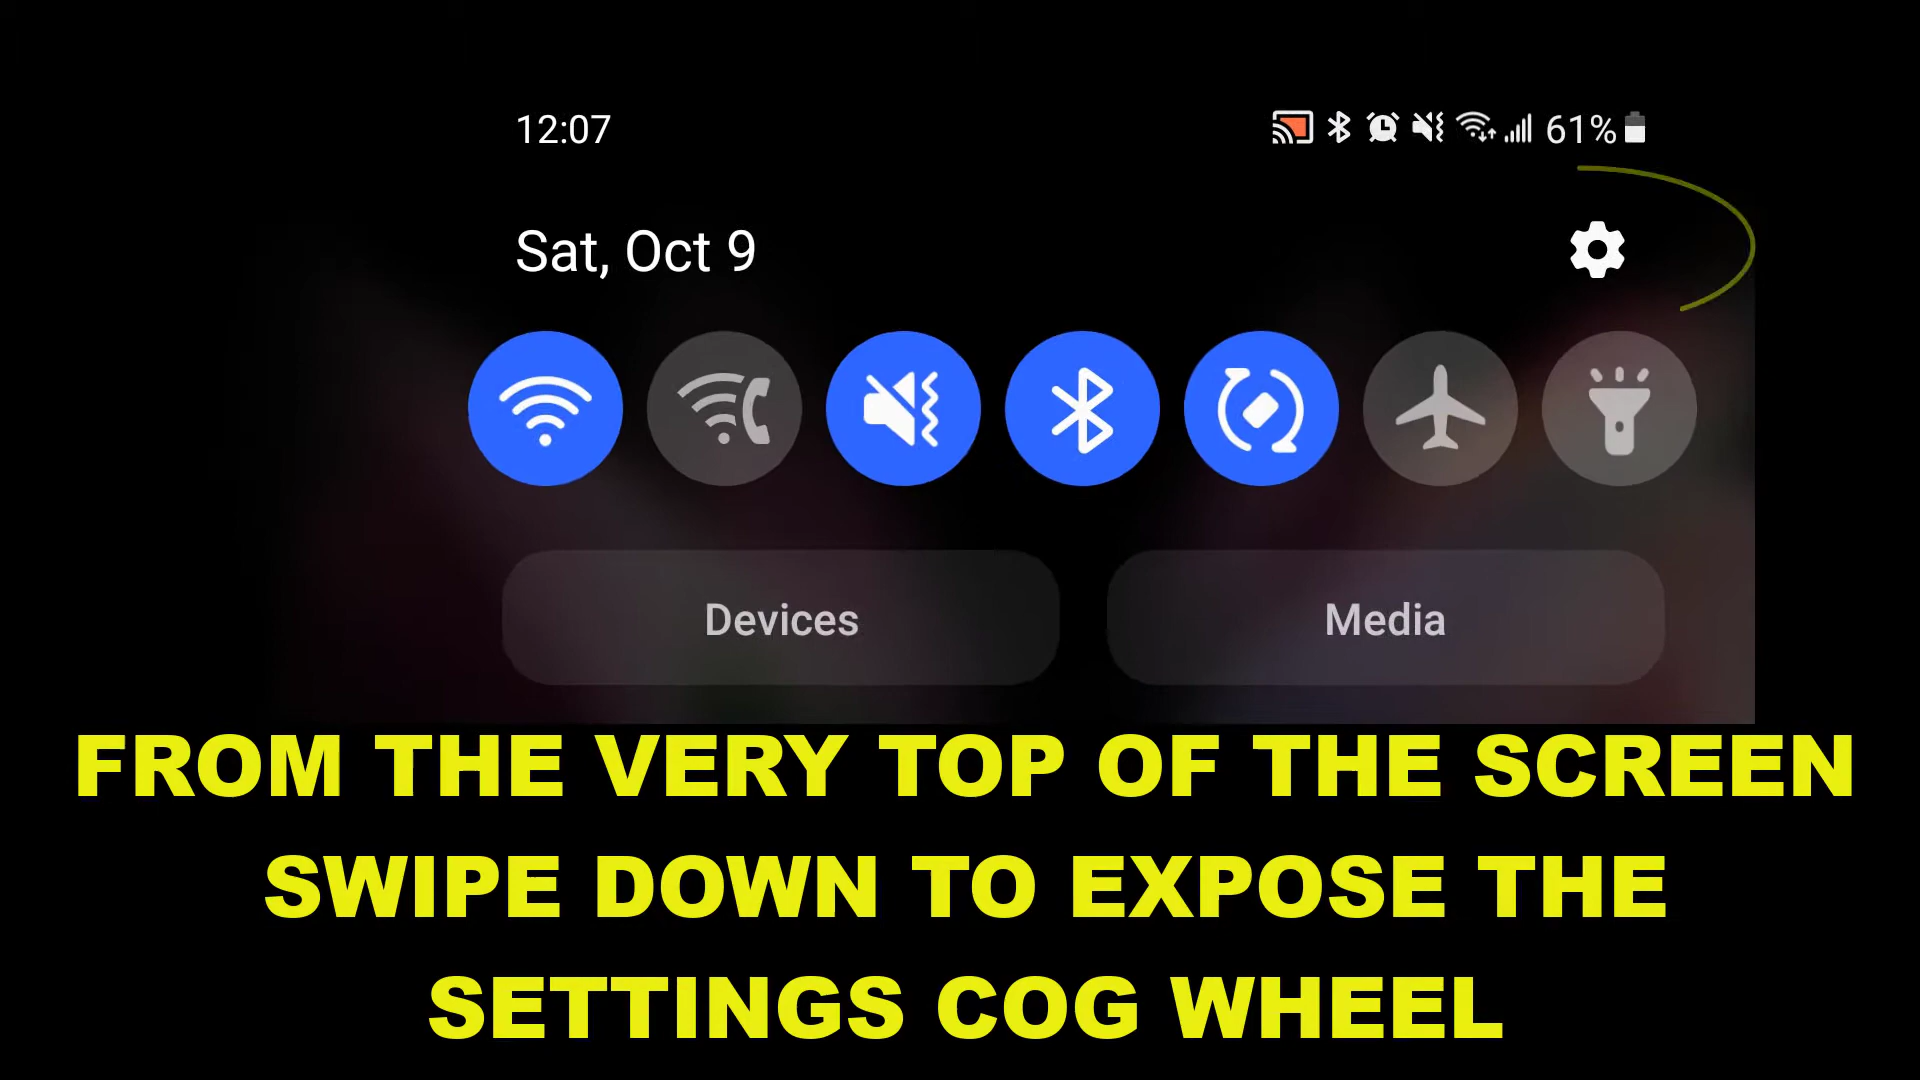 12:07
61%
Sat, Oct 9
Devices
Media
FROM THE VERY TOP OF THE SCREEN
SWIPE DOWN TO EXPOSE THE
SETTINGS COG WHEEL